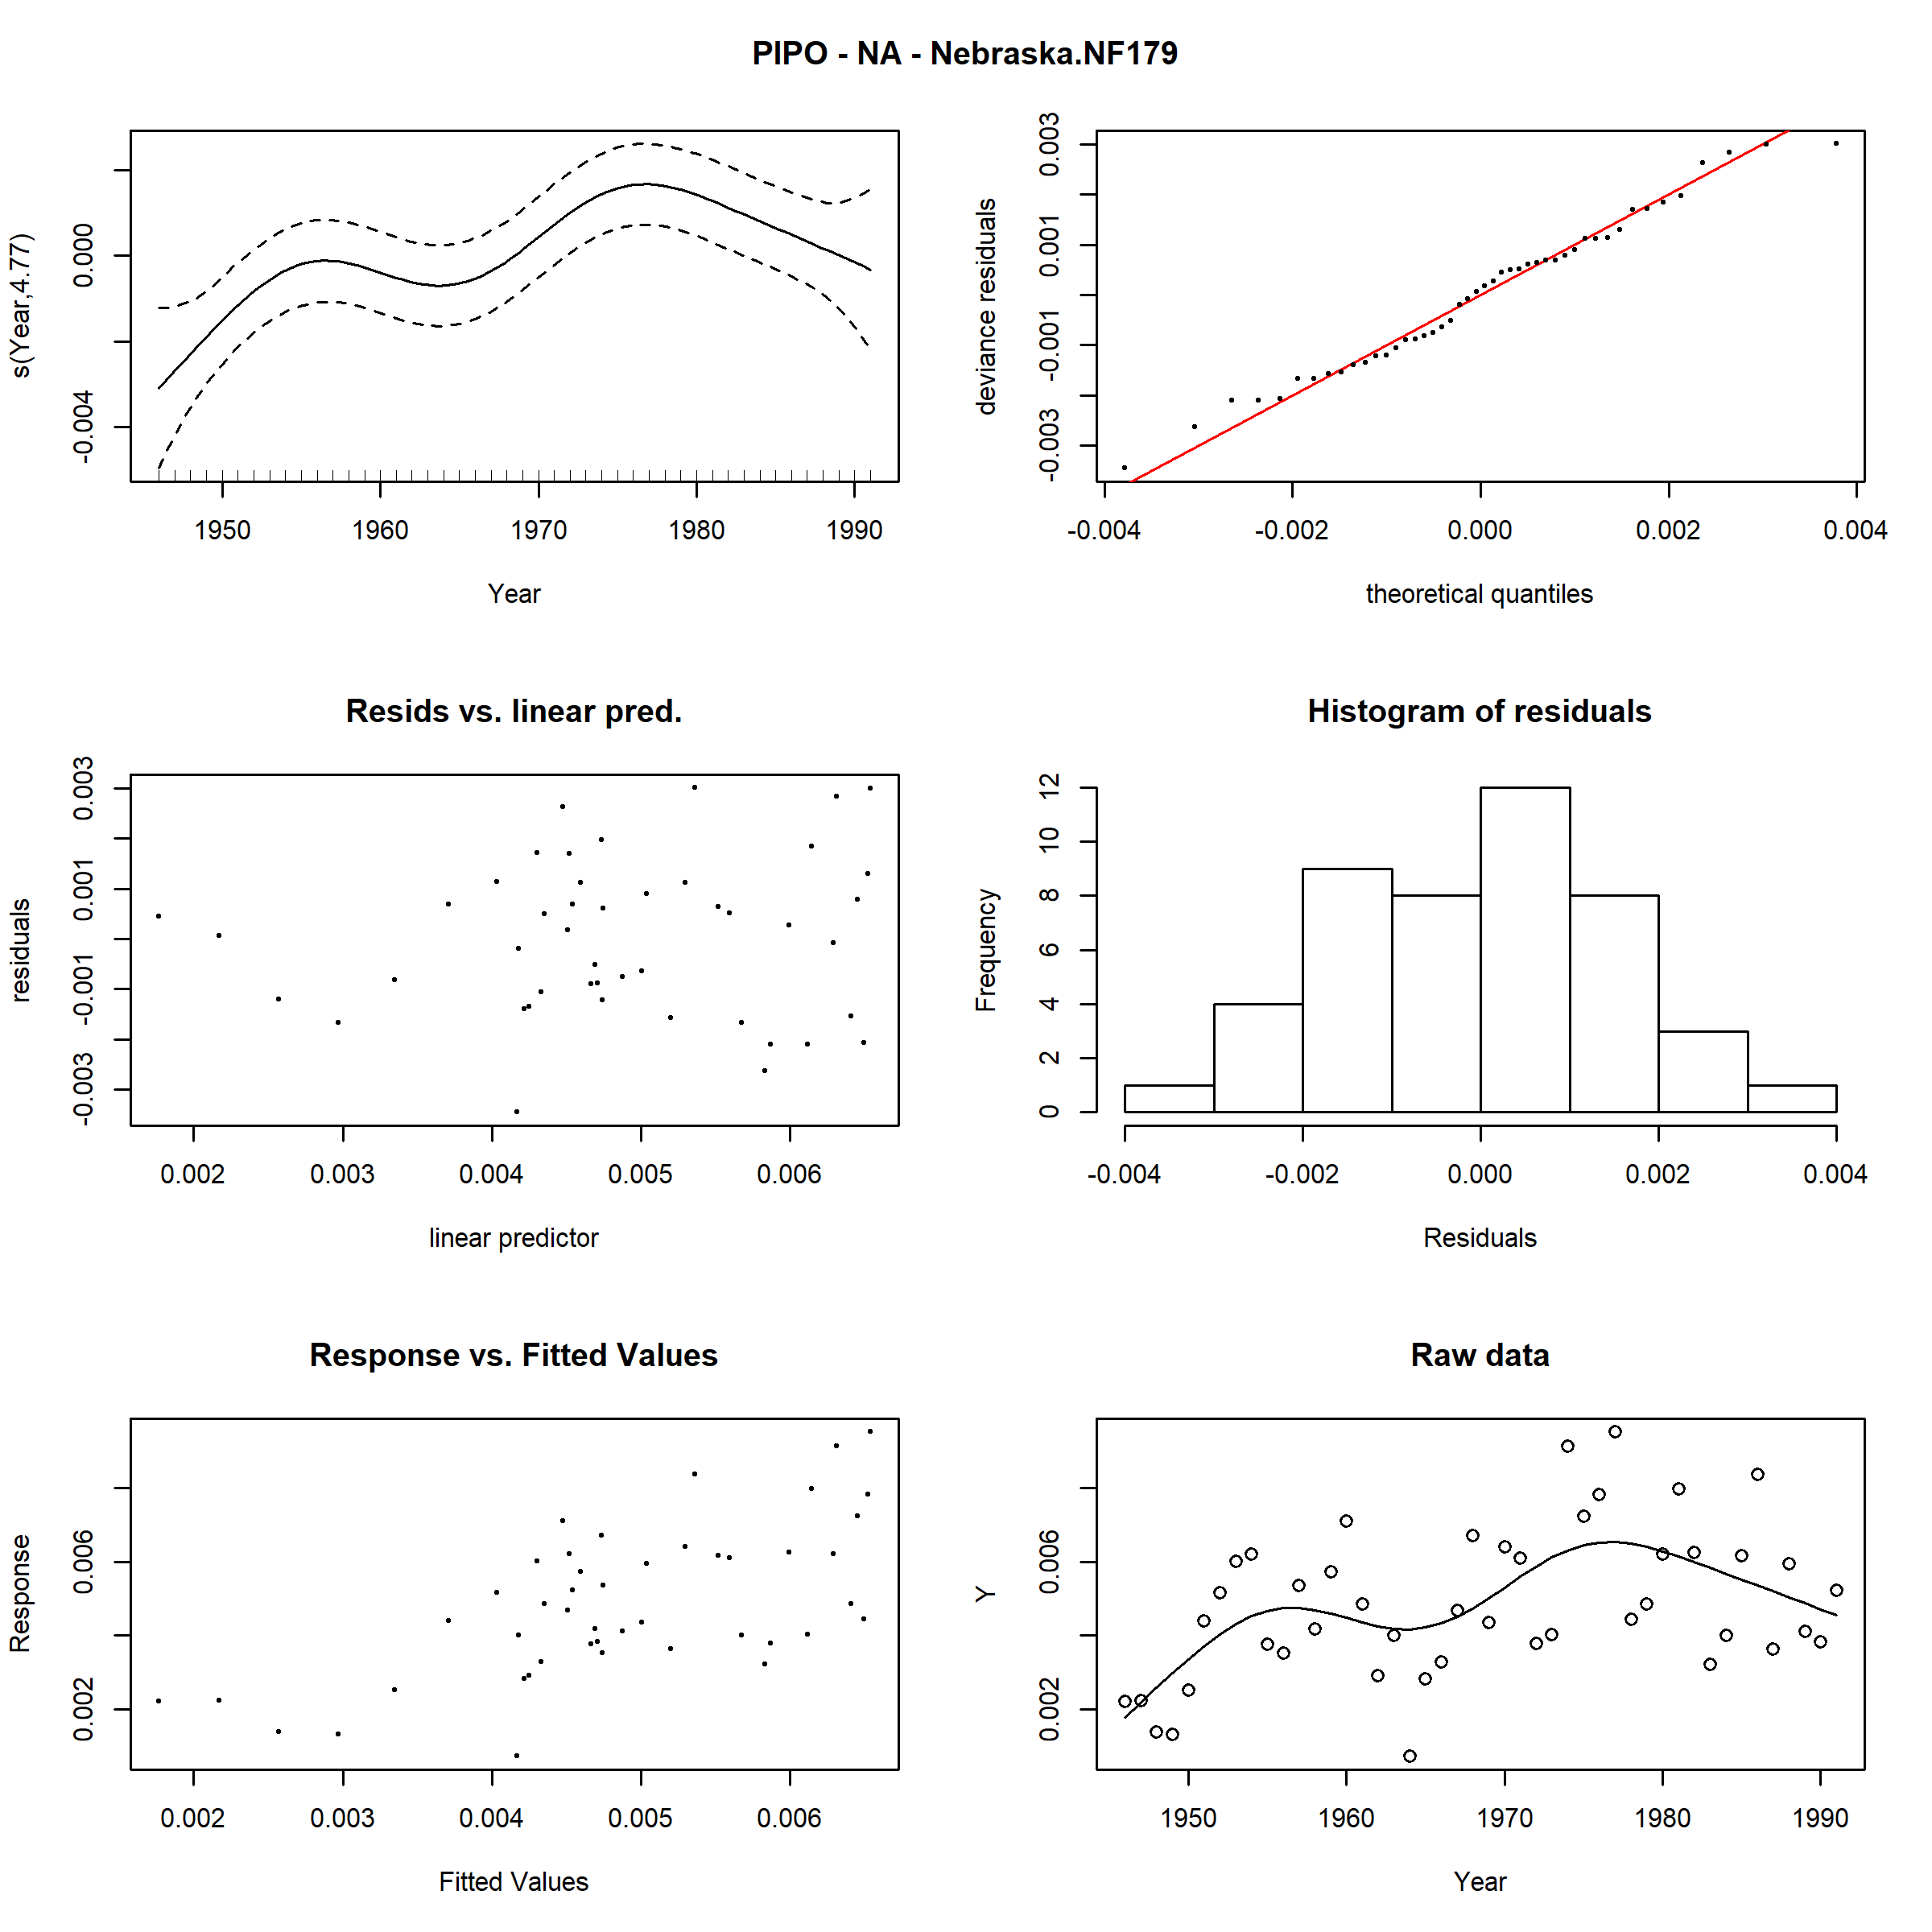 PIPO - NA - Nebraska.NF179
s(Year,4.77)
-0.004 0.000
1950 1960 1970 1980 1990
Year
deviance residuals
-0.003 -0.001 0.001 0.003
-0.004 -0.002 0.000 0.002 0.004
theoretical quantiles
Resids vs. linear pred.
residuals
-0.003 -0.001 0.001 0.003
0.002 0.003 0.004 0.005 0.006
linear predictor
Histogram of residuals
Frequency
0 2 4 6 8 10 12
-0.004 -0.002 0.000 0.002 0.004
Residuals
Response vs. Fitted Values
Response
0.002 0.006
0.002 0.003 0.004 0.005 0.006
Fitted Values
Raw data
Y
0.002 0.006
1950 1960 1970 1980 1990
Year